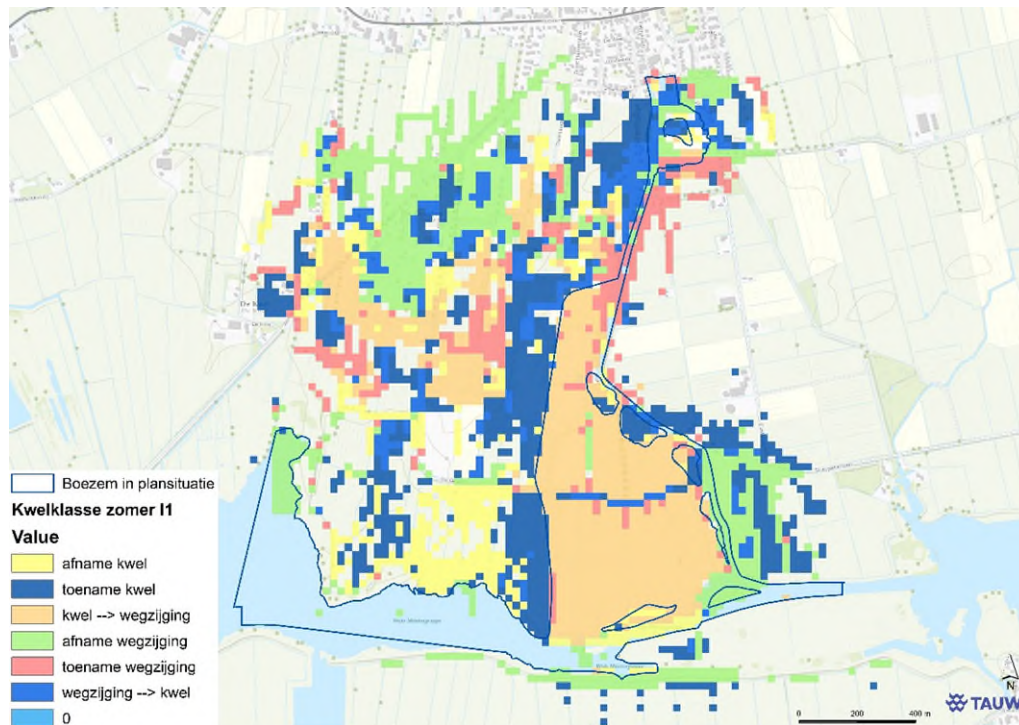 Boezem in plansituatie
Kwelklasse zomer I1
Value
afname kwel
toename kwel
kwel --> wegzijging
afname wegzijging
toename wegzijging
wegzijging --> kwel
0
0 200 400 m
N
TAUW